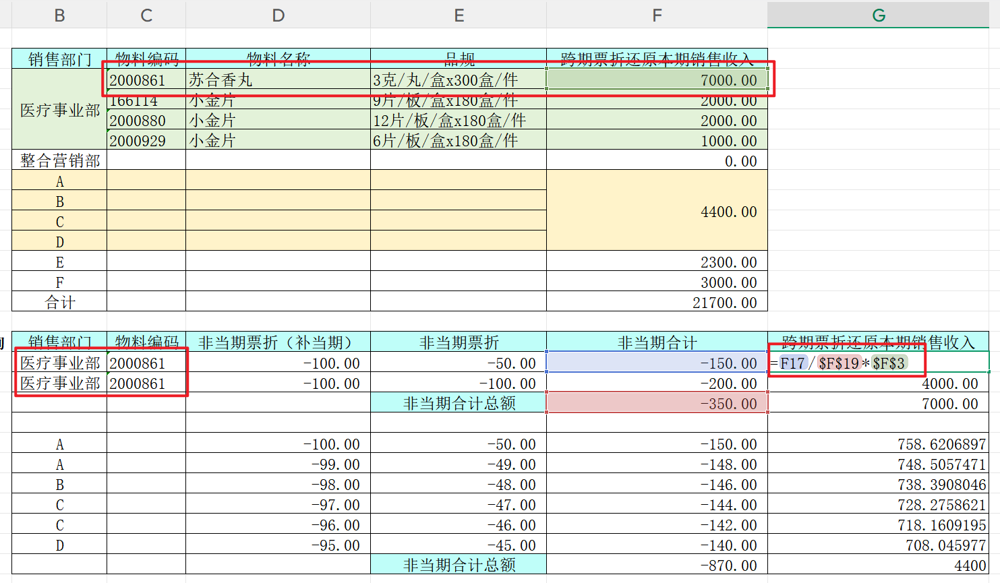 B C D E F G
销售部门 物料编码 物料名称 品规 跨期票折还原本期销售收入
医疗事业部 2000861 苏合香丸 3克/丸/盒x300盒/件 7000.00
166114 小金片 9片/板/盒x180盒/件 2000.00
2000880 小金片 12片/板/盒x180盒/件 2000.00
2000929 小金片 6片/板/盒x180盒/件 1000.00
整合营销部 0.00
A
B
4400.00
C
D
E 2300.00
F 3000.00
合计 21700.00
销售部门 物料编码 非当期票折（补当期） 非当期票折 非当期合计 跨期票折还原本期销售收入
医疗事业部 2000861 -100.00 -50.00 -150.00 =F17/$F$19*$F$3
医疗事业部 2000861 -100.00 -100.00 -200.00 4000.00
非当期合计总额 -350.00 7000.00
A -100.00 -50.00 -150.00 758.6206897
A -99.00 -49.00 -148.00 748.5057471
B -98.00 -48.00 -146.00 738.3908046
C -97.00 -47.00 -144.00 728.2758621
C -96.00 -46.00 -142.00 718.1609195
D -95.00 -45.00 -140.00 708.045977
非当期合计总额 -870.00 4400